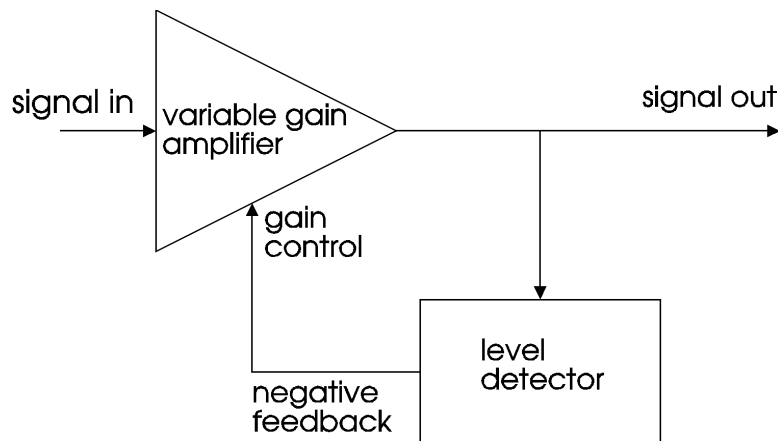 signal in
variable gain
amplifier
signal out
gain
control
level
detector
negative
feedback